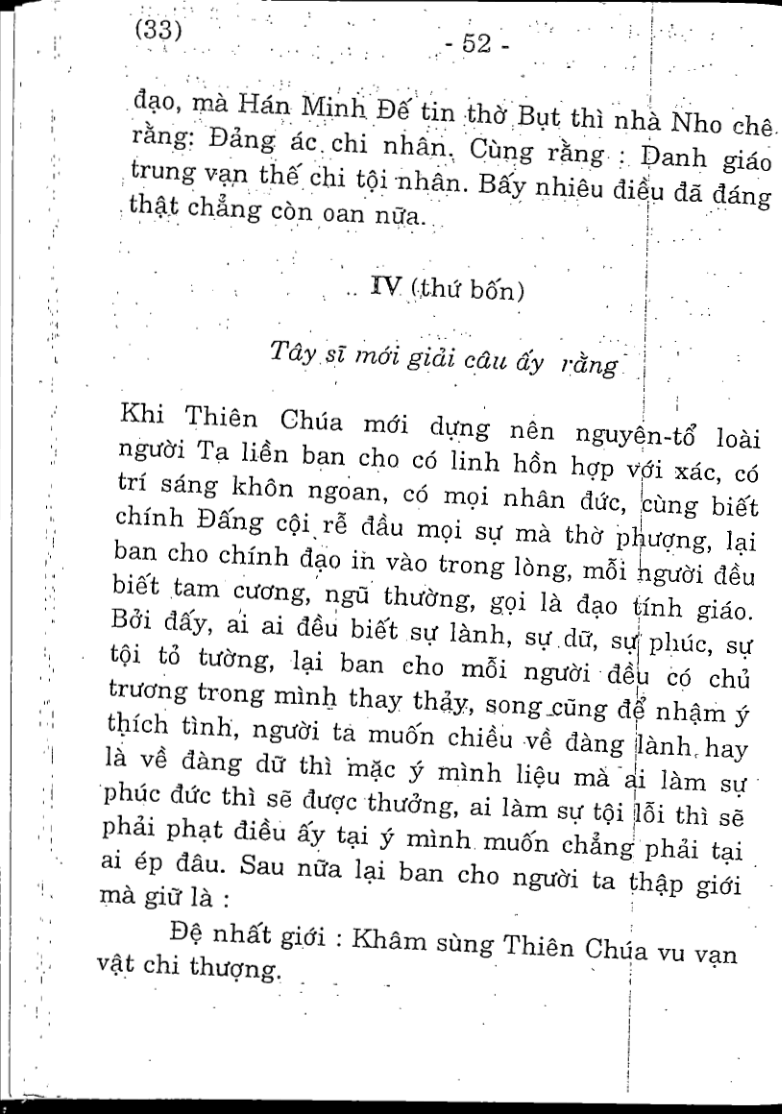 (33)
- 52 -
đạo, mà Hán Minh Đế tin thờ Bụt thì nhà Nho chê
rằng: Đảng ác chi nhân. Cùng rằng : Danh giáo
trung vạn thế chi tội nhân. Bấy nhiêu điều đã đáng
thật chẳng còn oan nữa.
IV (thứ bốn)
Tây sĩ mới giải câu ấy rằng
Khi Thiên Chúa mới dựng nên nguyên-tổ loài
người Tạ liền ban cho có linh hồn hợp với xác, có
trí sáng khôn ngoan, có mọi nhân đức, cùng biết
chính Đấng cội rễ đầu mọi sự mà thờ phượng, lại
ban cho chính đạo in vào trong lòng, mỗi người đều
biết tam cương, ngũ thường, gọi là đạo tính giáo.
Bởi đấy, ai ai đều biết sự lành, sự dữ, sự phúc, sự
tội tỏ tường, lại ban cho mỗi người đều có chủ
trương trong mình thay thảy, song cũng để nhậm ý
thích tình, người ta muốn chiều về đàng lành hay
là về đàng dữ thì mặc ý mình liệu mà ai làm sự
phúc đức thì sẽ được thưởng, ai làm sự tội lỗi thì sẽ
phải phạt điều ấy tại ý mình muốn chẳng phải tại
ai ép đâu. Sau nữa lại ban cho người ta thập giới
mà giữ là :
Đệ nhất giới : Khâm sùng Thiên Chúa vu vạn
vật chi thượng.